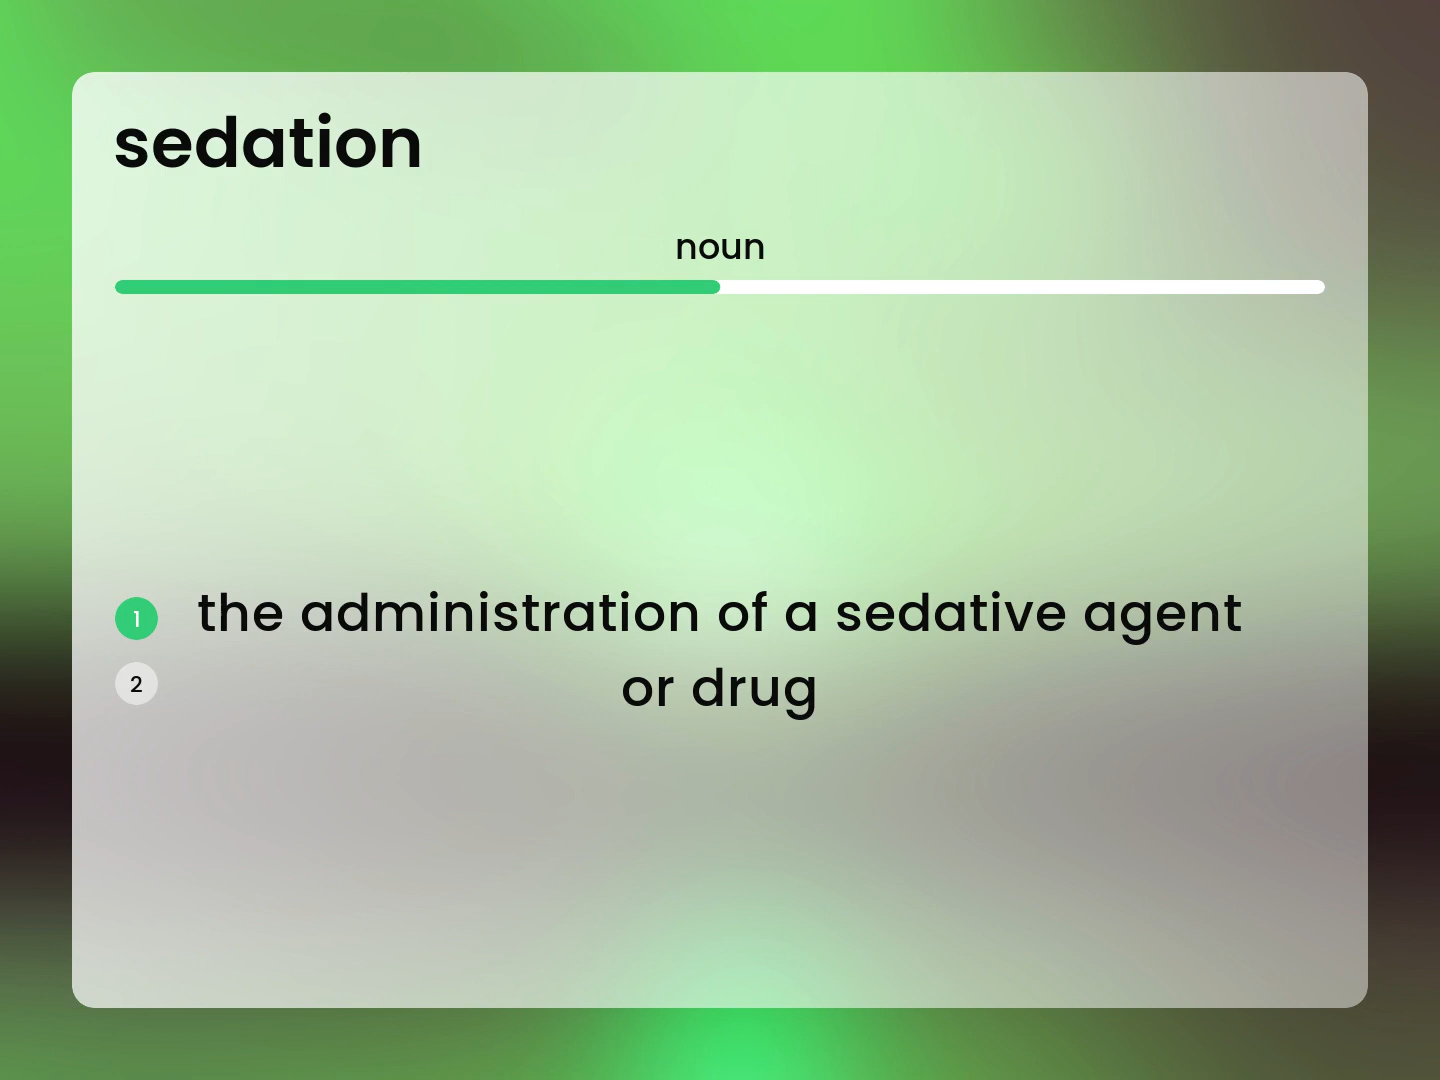 sedation
noun
1 the administration of a sedative agent
2 or drug